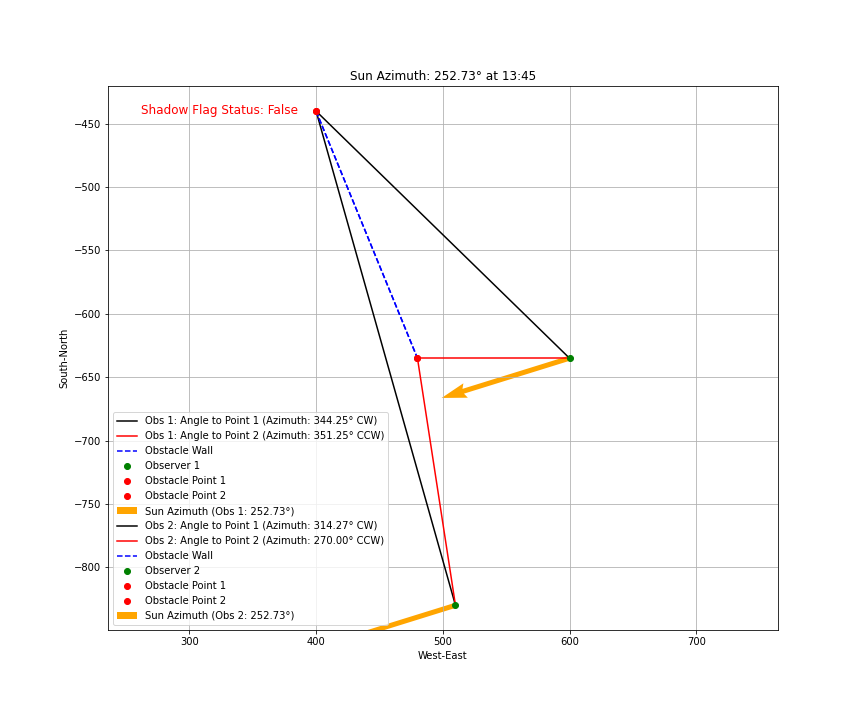 Sun Azimuth: 252.73° at 13:45
Shadow Flag Status: False
−450
−500
−550
−600
−650
−700
−750
−800
South-North
Obs 1: Angle to Point 1 (Azimuth: 344.25° CW)
Obs 1: Angle to Point 2 (Azimuth: 351.25° CCW)
Obstacle Wall
Observer 1
Obstacle Point 1
Obstacle Point 2
Sun Azimuth (Obs 1: 252.73°)
Obs 2: Angle to Point 1 (Azimuth: 314.27° CW)
Obs 2: Angle to Point 2 (Azimuth: 270.00° CCW)
Obstacle Wall
Observer 2
Obstacle Point 1
Obstacle Point 2
Sun Azimuth (Obs 2: 252.73°)
300 400 500 600 700
West-East